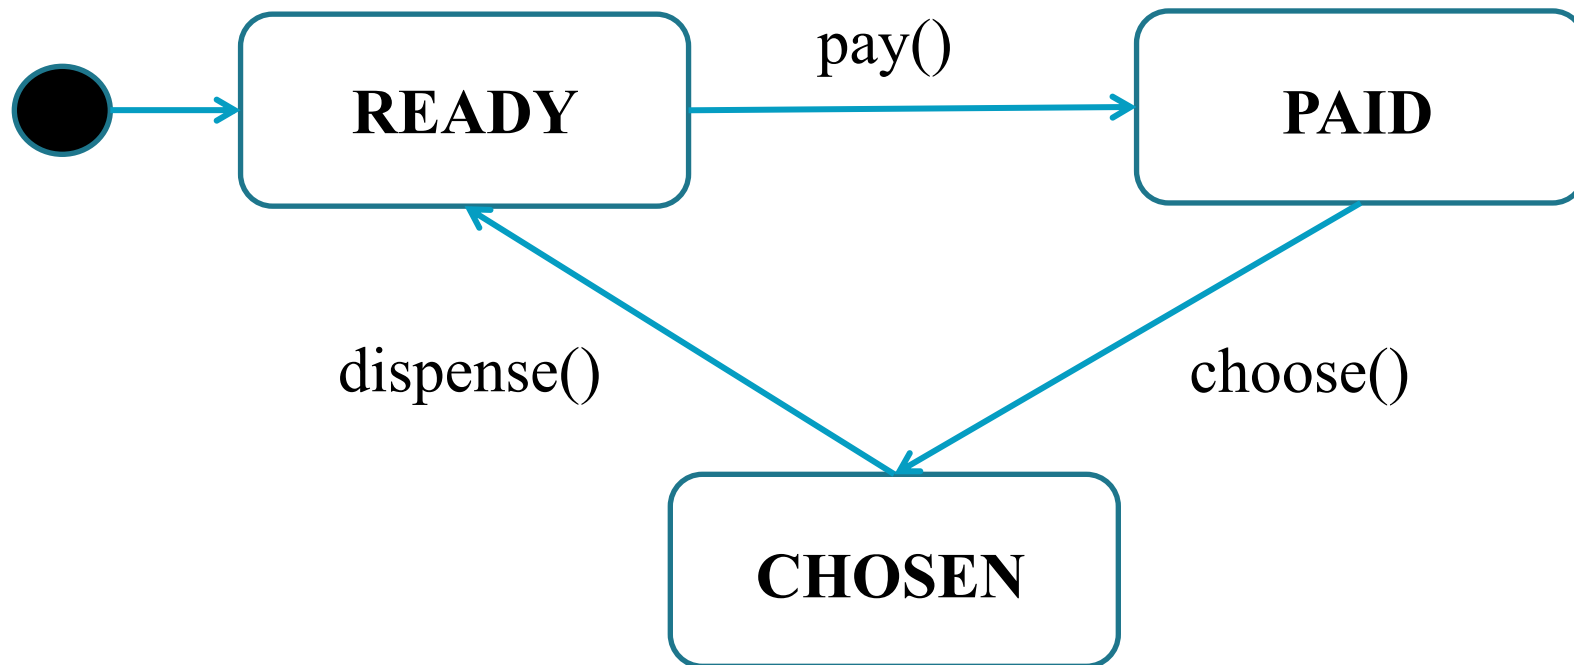 pay()
READY
PAID
dispense()
choose()
CHOSEN